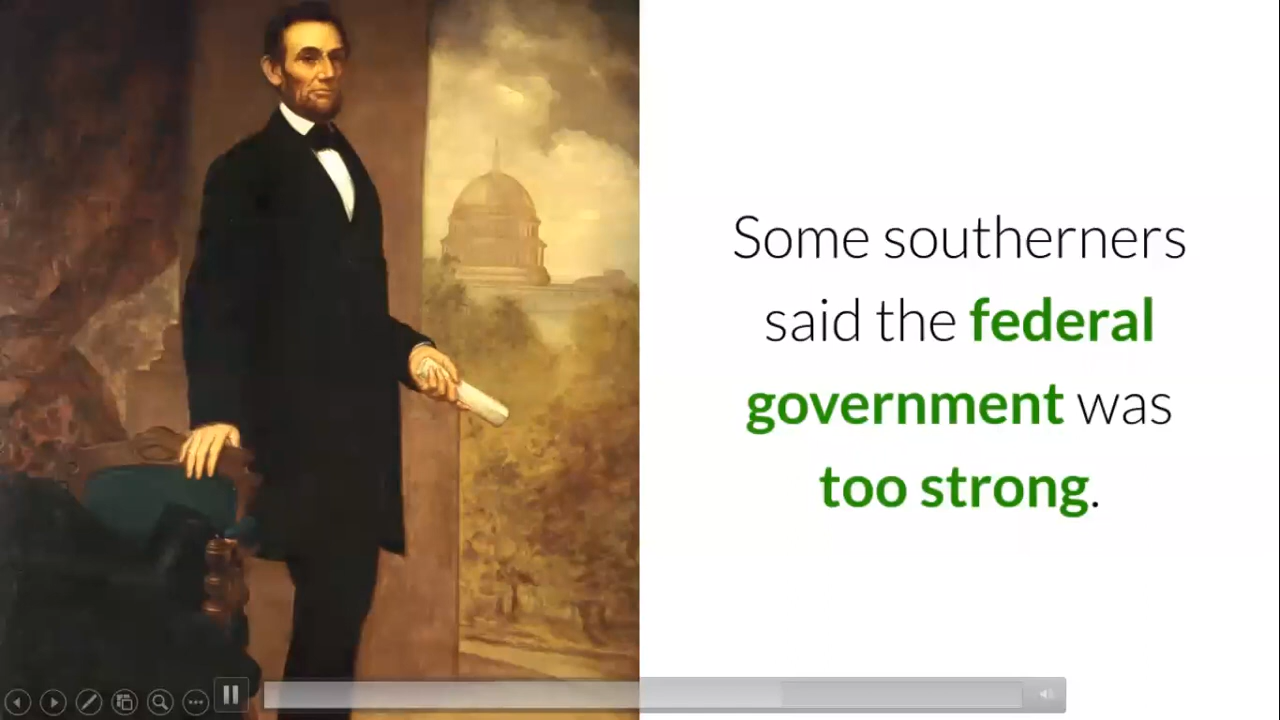 Some southerners
said the federal
government was
too strong.